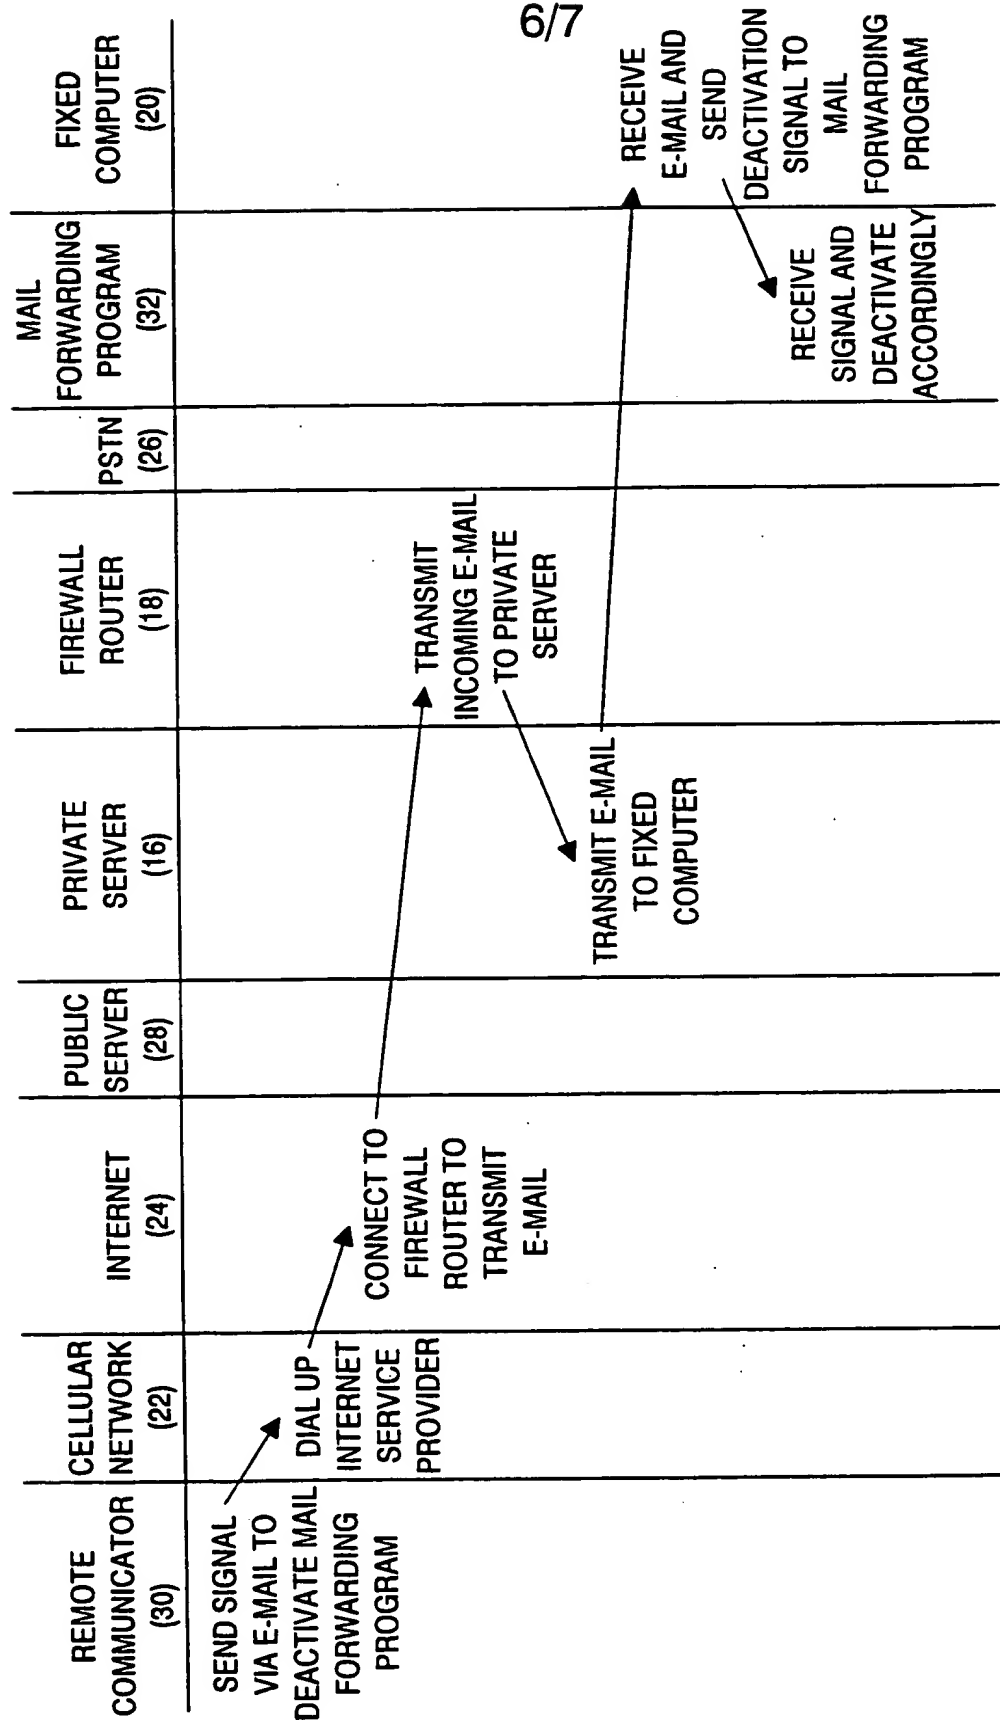 6/7
REMOTE
COMMUNICATOR
(30)
CELLULAR
NETWORK
(22)
INTERNET
(24)
PUBLIC
SERVER
(28)
PRIVATE
SERVER
(16)
FIREWALL
ROUTER
(18)
PSTN
(26)
MAIL
FORWARDING
PROGRAM
(32)
FIXED
COMPUTER
(20)
SEND SIGNAL
VIA E-MAIL TO
DEACTIVATE MAIL
FORWARDING
PROGRAM
DIAL UP
INTERNET
SERVICE
PROVIDER
CONNECT TO
FIREWALL
ROUTER TO
TRANSMIT
E-MAIL
TRANSMIT
INCOMING E-MAIL
TO PRIVATE
SERVER
TRANSMIT E-MAIL
TO FIXED
COMPUTER
RECEIVE
E-MAIL AND
SEND
DEACTIVATION
SIGNAL TO
MAIL
FORWARDING
PROGRAM
RECEIVE
SIGNAL AND
DEACTIVATE
ACCORDINGLY